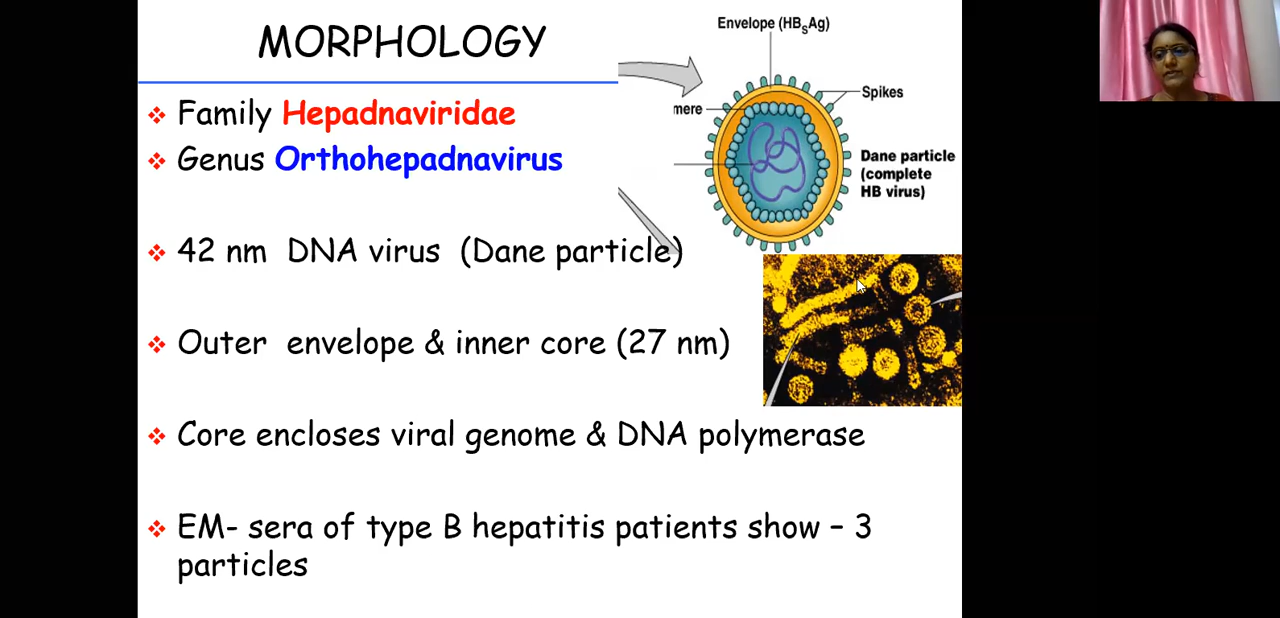 MORPHOLOGY
❖ Family Hepadnaviridae
❖ Genus Orthohepadnavirus
❖ 42 nm DNA virus (Dane particle)
❖ Outer envelope & inner core (27 nm)
❖ Core encloses viral genome & DNA polymerase
❖ EM- sera of type B hepatitis patients show – 3
particles
Envelope (HBsAg)
mere
Spikes
Dane particle
(complete
HB virus)